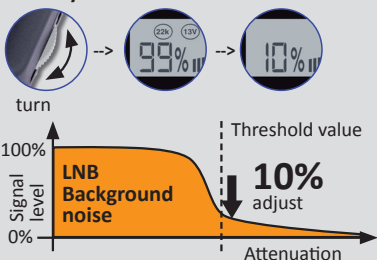 22k 13V
99% --> 10%
-->
turn
Threshold value
100%
Signal level
LNB
Background
noise
10%
adjust
0%
Attenuation